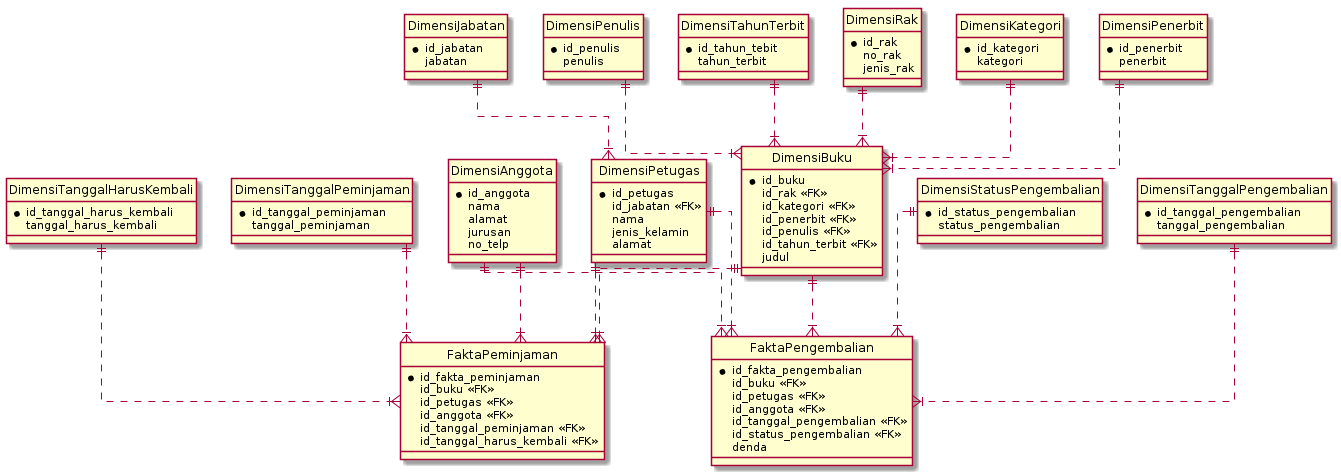 DimensiJabatan
id_jabatan
jabatan
DimensiPenulis
id_penulis
penulis
DimensiTahunTerbit
id_tahun_tebit
tahun_terbit
DimensiRak
id_rak
no_rak
jenis_rak
DimensiKategori
id_kategori
kategori
DimensiPenerbit
id_penerbit
penerbit
DimensiTanggalHarusKembali
id_tanggal_harus_kembali
tanggal_harus_kembali
DimensiTanggalPeminjaman
id_tanggal_peminjaman
tanggal_peminjaman
DimensiAnggota
id_anggota
nama
alamat
jurusan
no_telp
DimensiPetugas
id_petugas
id_jabatan «FK»
nama
jenis_kelamin
alamat
DimensiBuku
id_buku
id_rak «FK»
id_kategori «FK»
id_penerbit «FK»
id_penulis «FK»
id_tahun_terbit «FK»
judul
DimensiStatusPengembalian
id_status_pengembalian
status_pengembalian
DimensiTanggalPengembalian
id_tanggal_pengembalian
tanggal_pengembalian
FaktaPeminjaman
id_fakta_peminjaman
id_buku «FK»
id_petugas «FK»
id_anggota «FK»
id_tanggal_peminjaman «FK»
id_tanggal_harus_kembali «FK»
FaktaPengembalian
id_fakta_pengembalian
id_buku «FK»
id_petugas «FK»
id_anggota «FK»
id_tanggal_pengembalian «FK»
id_status_pengembalian «FK»
denda